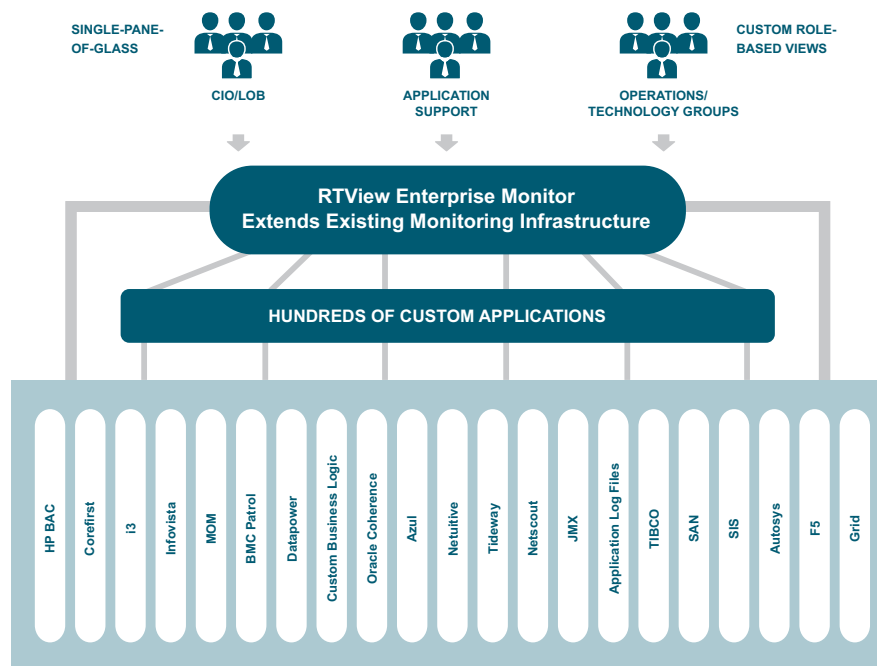 SINGLE-PANE-
OF-GLASS
CUSTOM ROLE-
BASED VIEWS
CIO/LOB
APPLICATION
SUPPORT
OPERATIONS/
TECHNOLOGY GROUPS
RTView Enterprise Monitor
Extends Existing Monitoring Infrastructure
HUNDREDS OF CUSTOM APPLICATIONS
HP BAC
Corefirst
i3
Infovista
MOM
BMC Patrol
Datapower
Custom Business Logic
Oracle Coherence
Azul
Netuitive
Tideway
Netscout
JMX
Application Log Files
TIBCO
SAN
SIS
Autosys
F5
Grid